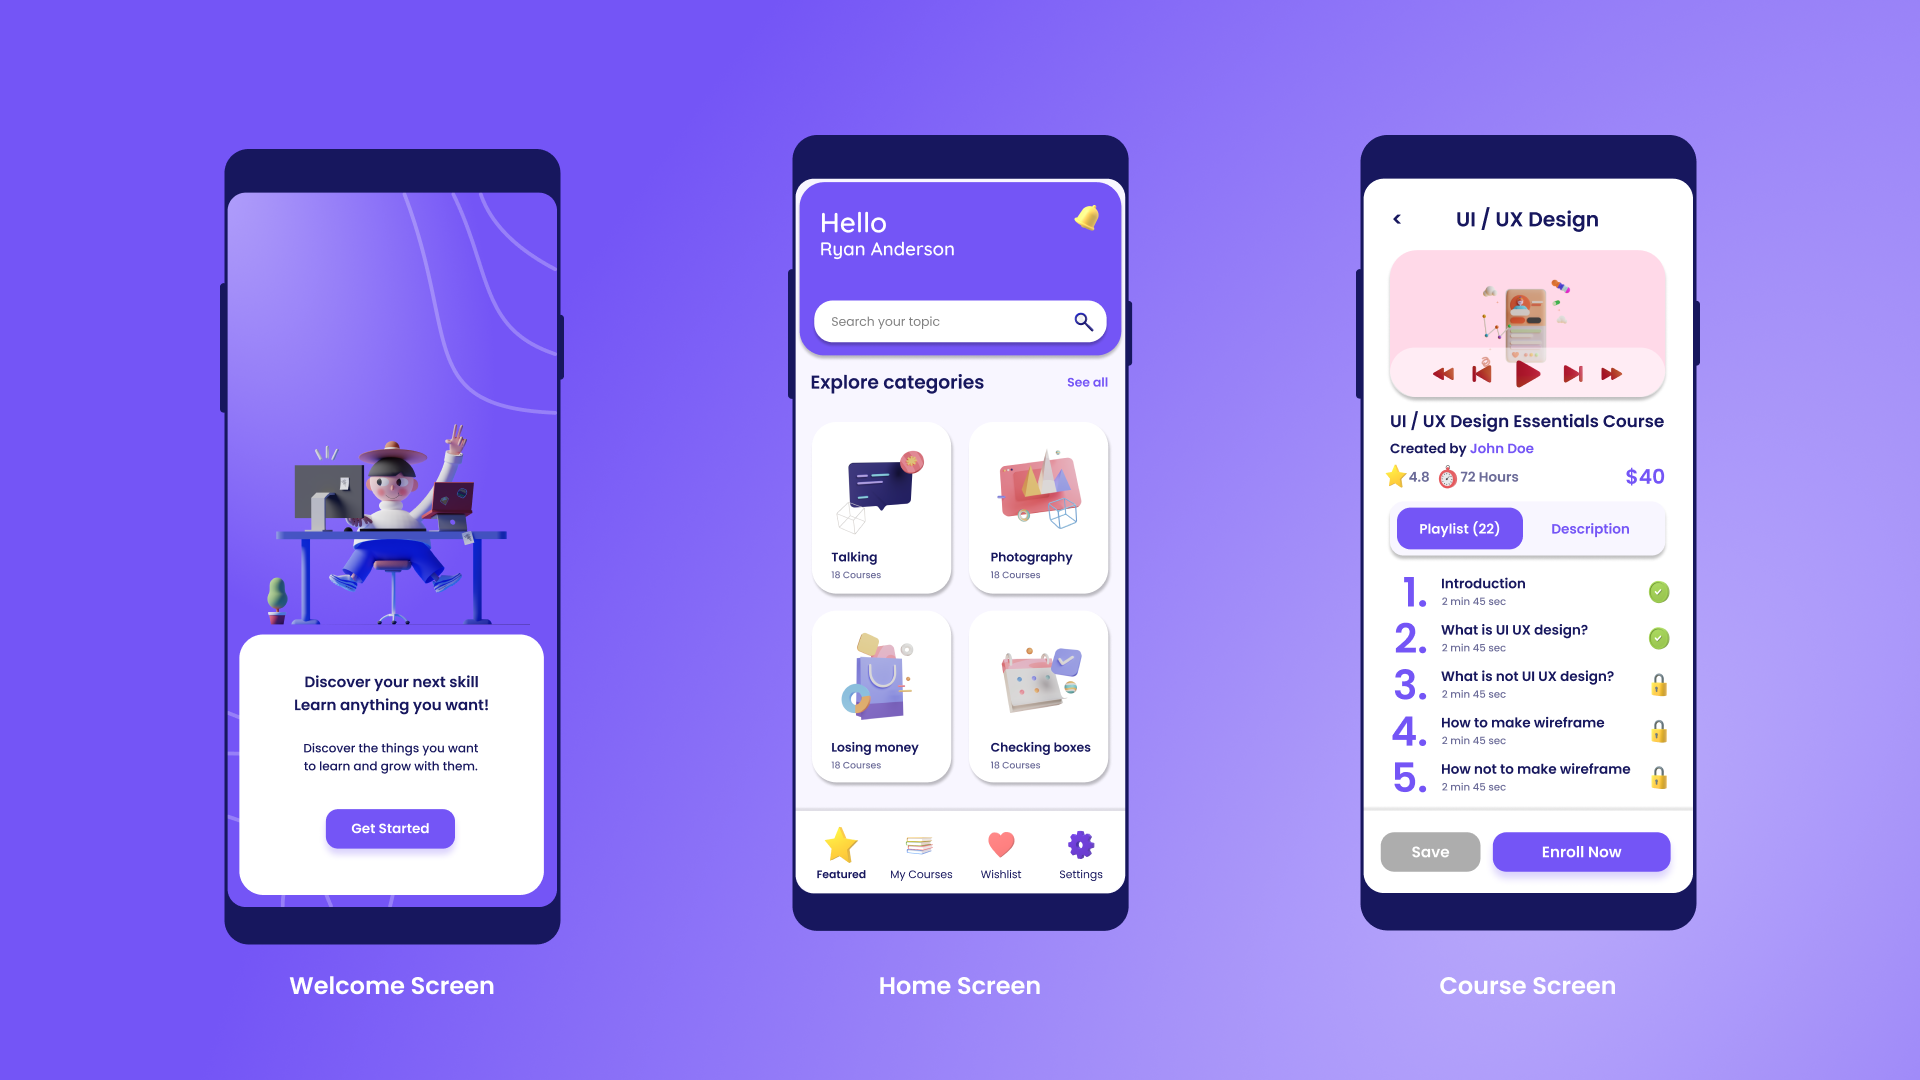 Discover your next skill
Learn anything you want!
Discover the things you want
to learn and grow with them.
Get Started
Welcome Screen
Hello
Ryan Anderson
Search your topic
Explore categories
See all
Talking
18 Courses
Photography
18 Courses
Losing money
18 Courses
Checking boxes
18 Courses
Featured
My Courses
Wishlist
Settings
Home Screen
<
UI / UX Design
UI / UX Design Essentials Course
Created by John Doe
4.8
72 Hours
$40
Playlist (22)
Description
1.
Introduction
2 min 45 sec
2.
What is UI UX design?
2 min 45 sec
3.
What is not UI UX design?
2 min 45 sec
4.
How to make wireframe
2 min 45 sec
5.
How not to make wireframe
2 min 45 sec
Save
Enroll Now
Course Screen